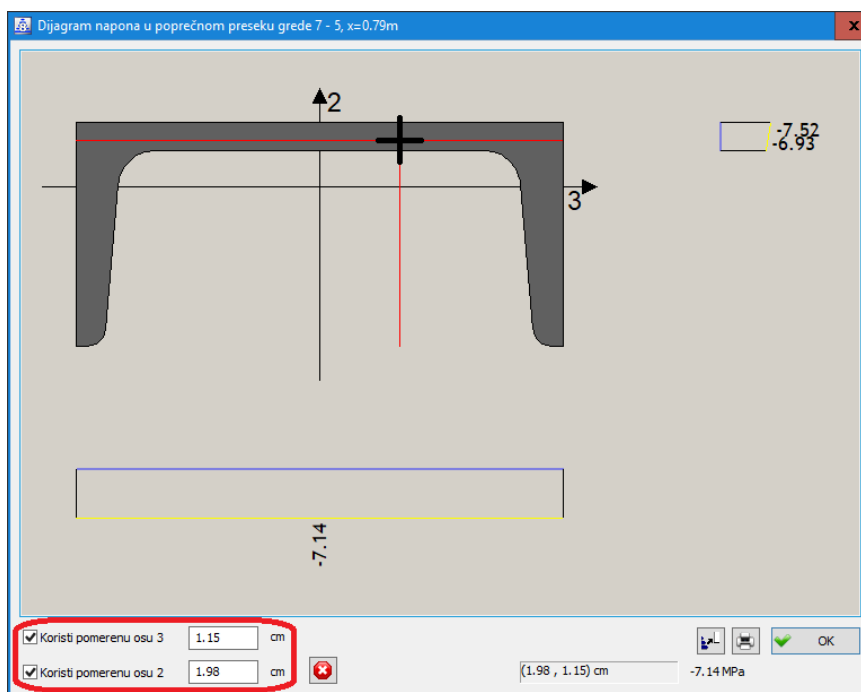 Dijagram napona u poprečnom preseku grede 7 - 5, x=0.79m
x
2
-7.52
-6.93
3
-7.14
Koristi pomerenu osu 3 1.15 cm
Koristi pomerenu osu 2 1.98 cm
(1.98 , 1.15) cm
-7.14 MPa
OK